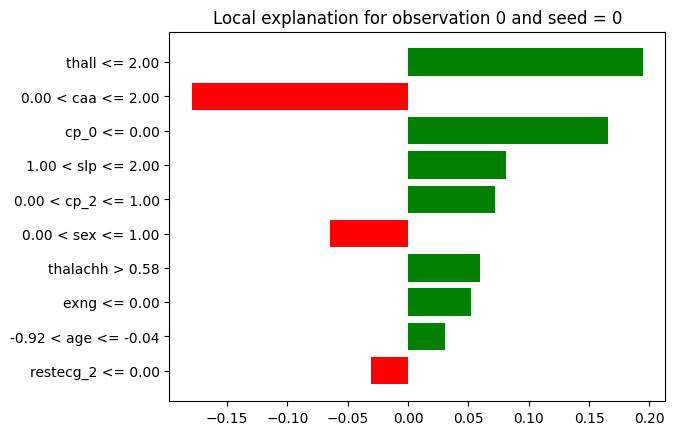 Local explanation for observation 0 and seed = 0
thall <= 2.00
0.00 < caa <= 2.00
cp_0 <= 0.00
1.00 < slp <= 2.00
0.00 < cp_2 <= 1.00
0.00 < sex <= 1.00
thalachh > 0.58
exng <= 0.00
-0.92 < age <= -0.04
restecg_2 <= 0.00
−0.15 −0.10 −0.05 0.00 0.05 0.10 0.15 0.20